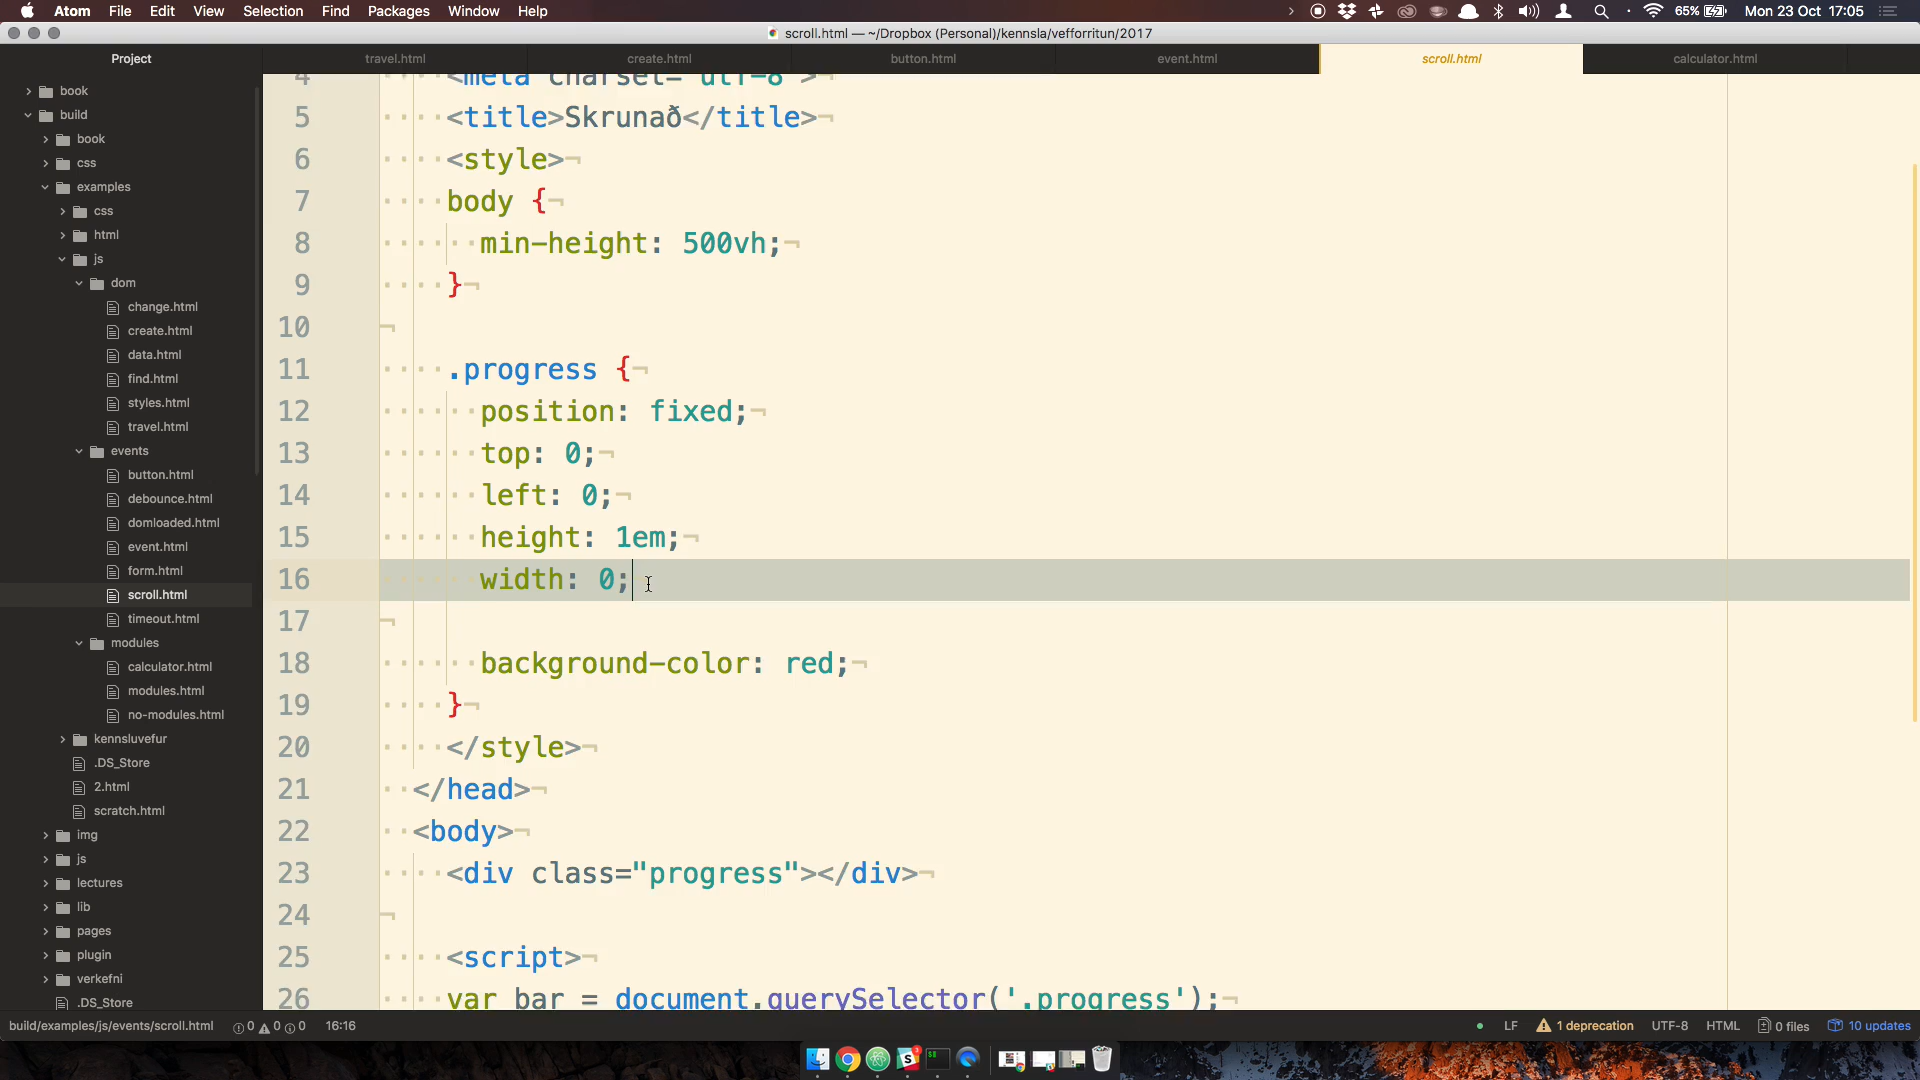 Atom File Edit View Selection Find Packages Window Help 65% Mon 23 Oct 17:05
scroll.html — ~/Dropbox (Personal)/kennsla/vefforritun/2017
Project
travel.html create.html button.html event.html scroll.html calculator.html
book
build
book
css
examples
css
html
js
dom
change.html
create.html
data.html
find.html
styles.html
travel.html
events
button.html
debounce.html
domloaded.html
event.html
form.html
scroll.html
timeout.html
modules
calculator.html
modules.html
no-modules.html
kennsluvefur
.DS_Store
2.html
scratch.html
img
js
lectures
lib
pages
plugin
verkefni
.DS_Store
4 <meta charset="utf-8">
5 <title>Skrunað</title>
6 <style>
7 body {
8 min-height: 500vh;
9 }
10
11 .progress {
12 position: fixed;
13 top: 0;
14 left: 0;
15 height: 1em;
16 width: 0;
17
18 background-color: red;
19 }
20 </style>
21 </head>
22 <body>
23 <div class="progress"></div>
24
25 <script>
26 var bar = document.querySelector('.progress');
build/examples/js/events/scroll.html 0 0 0 16:16 LF 1 deprecation UTF-8 HTML 0 files 10 updates